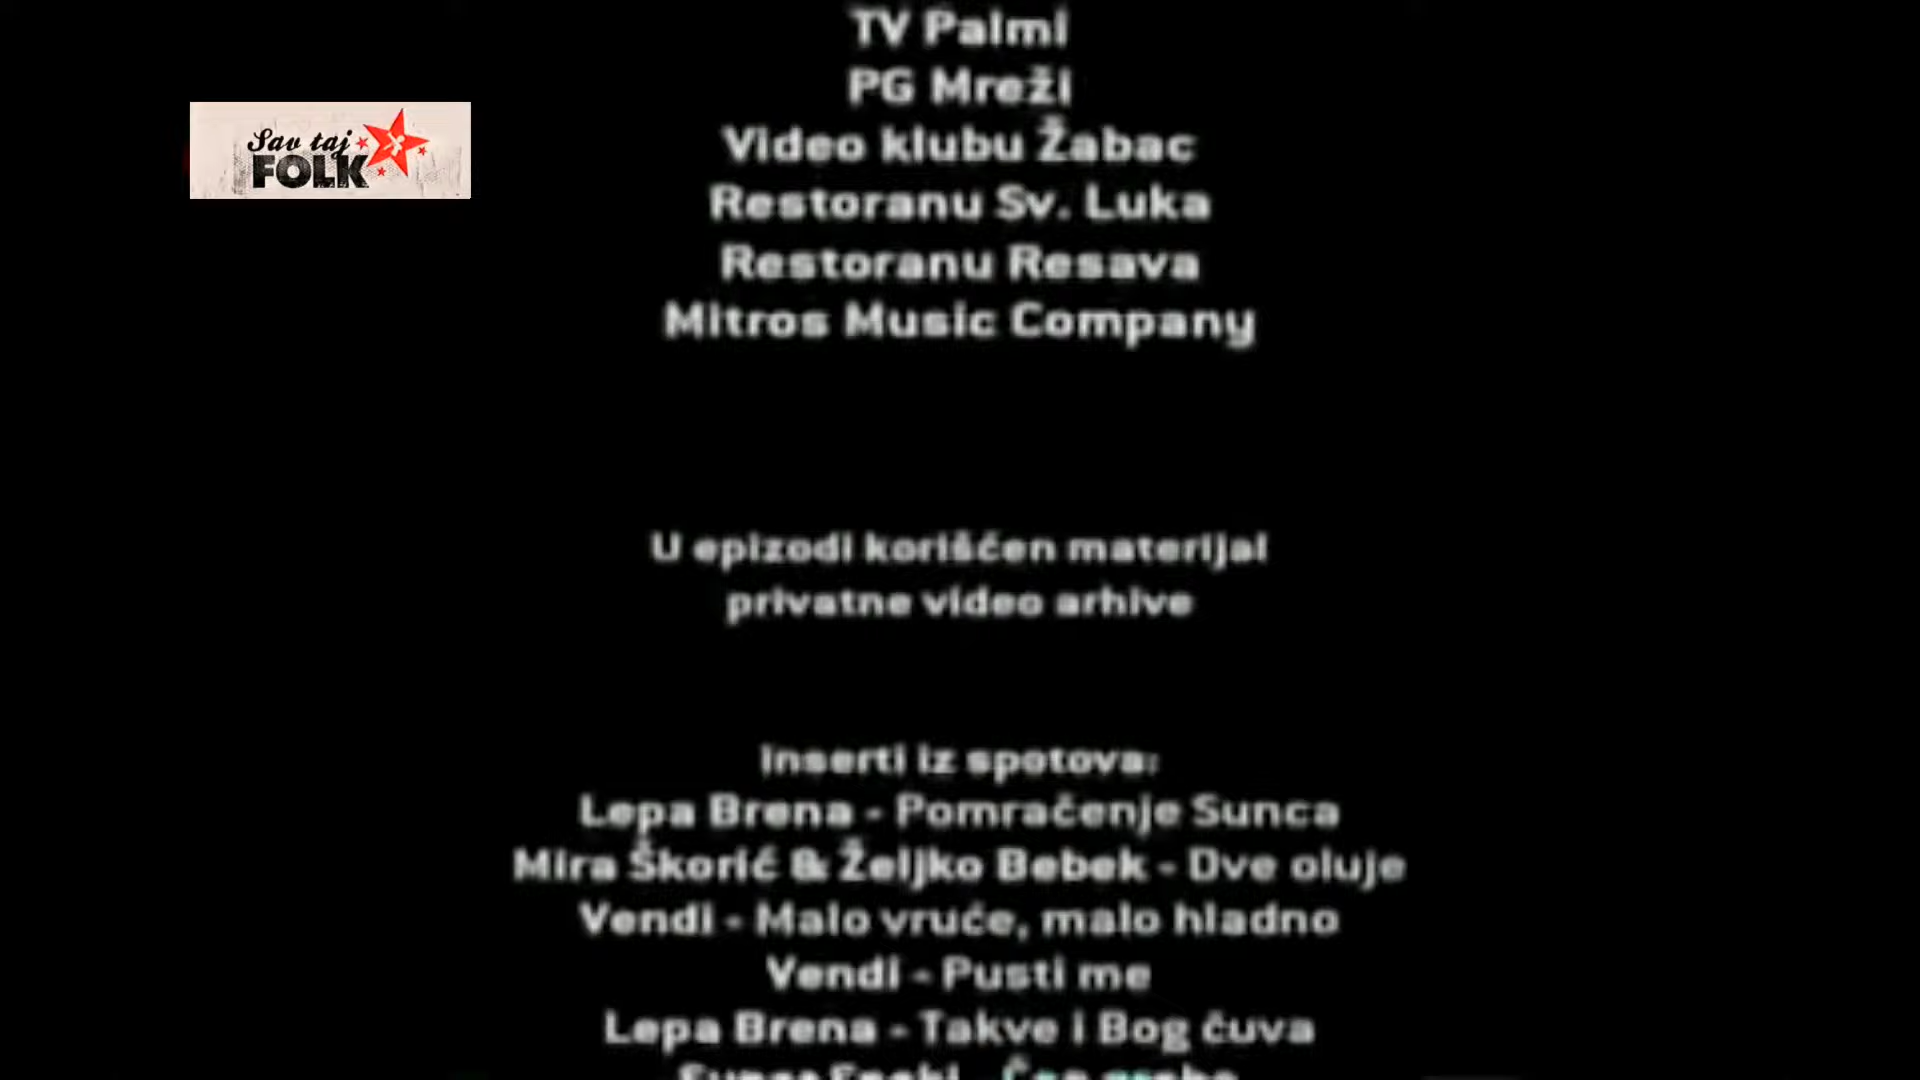 TV Palmi
PG Mreži
Sav taj
FOLK
Video klubu Žabac
Restoranu Sv. Luka
Restoranu Resava
Mitros Music Company
U epizodi korišćen materijal
privatne video arhive
Inserti iz spotova:
Lepa Brena - Pomračenje Sunca
Mira Škorić & Željko Bebek - Dve oluje
Vendi - Malo vruće, malo hladno
Vendi - Pusti me
Lepa Brena - Takve i Bog čuva